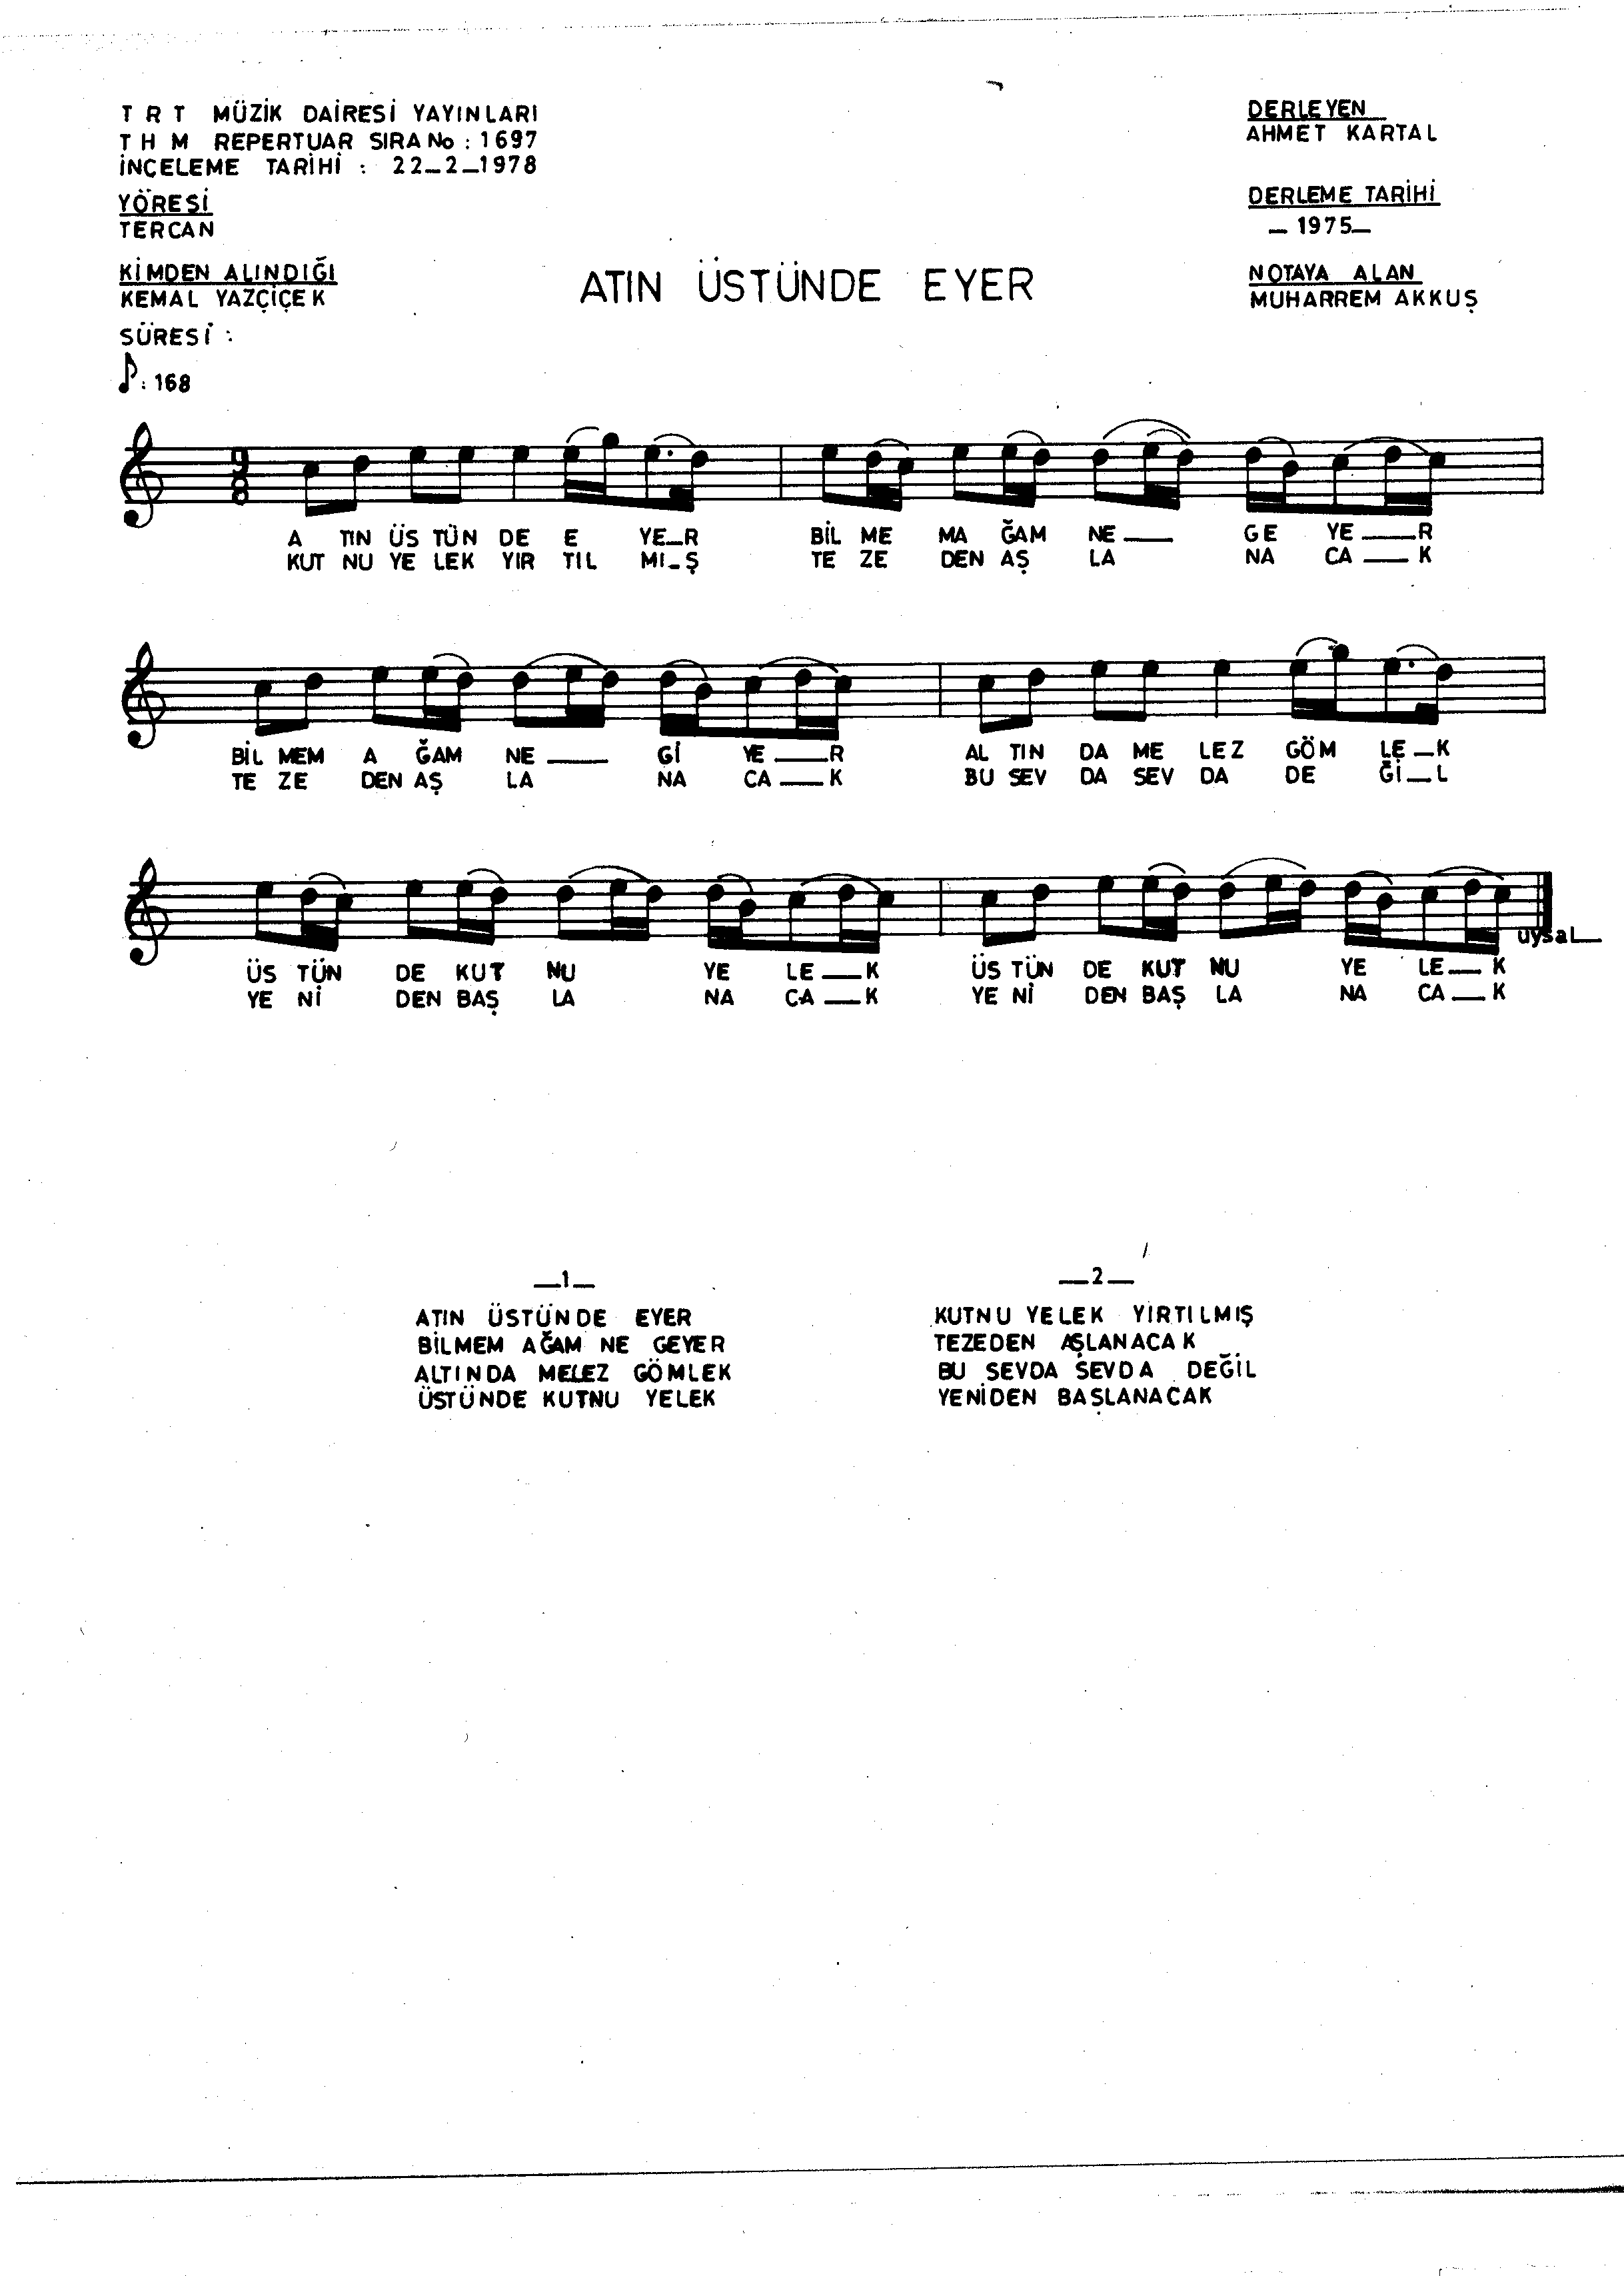 T R T MÜZİK DAİRESİ YAYINLARI
T H M REPERTUAR SIRA No : 1697
İNCELEME TARİHİ : 22_2_1978
YÖRESİ
TERCAN
KİMDEN ALINDIĞI
KEMAL YAZÇİÇEK
SÜRESİ :
♪: 168
ATIN ÜSTÜNDE EYER
DERLEYEN
AHMET KARTAL
DERLEME TARİHİ
_ 1975_
NOTAYA ALAN
MUHARREM AKKUŞ
9
8
A TIN ÜS TÜN DE E YE_R BİL ME MA ĞAM NE__ GE YE__R
KUT NU YE LEK YIR TIL MI_Ş TE ZE DEN AŞ LA NA CA__K
BİL MEM A ĞAM NE__ Gİ YE__R AL TIN DA ME LEZ GÖM LE_K
TE ZE DEN AŞ LA NA CA__K BU SEV DA SEV DA DE Ğİ_L
uysal
ÜS TÜN DE KUT NU YE LE__K ÜS TÜN DE KUT NU YE LE__K
YE Nİ DEN BAŞ LA NA CA__K YE Nİ DEN BAŞ LA NA CA__K
_1_
ATIN ÜSTÜNDE EYER
BİLMEM AĞAM NE GEYER
ALTINDA MELEZ GÖMLEK
ÜSTÜNDE KUTNU YELEK
_2_
KUTNU YELEK YIRTILMIŞ
TEZEDEN AŞLANACAK
BU SEVDA SEVDA DEĞİL
YENİDEN BAŞLANACAK